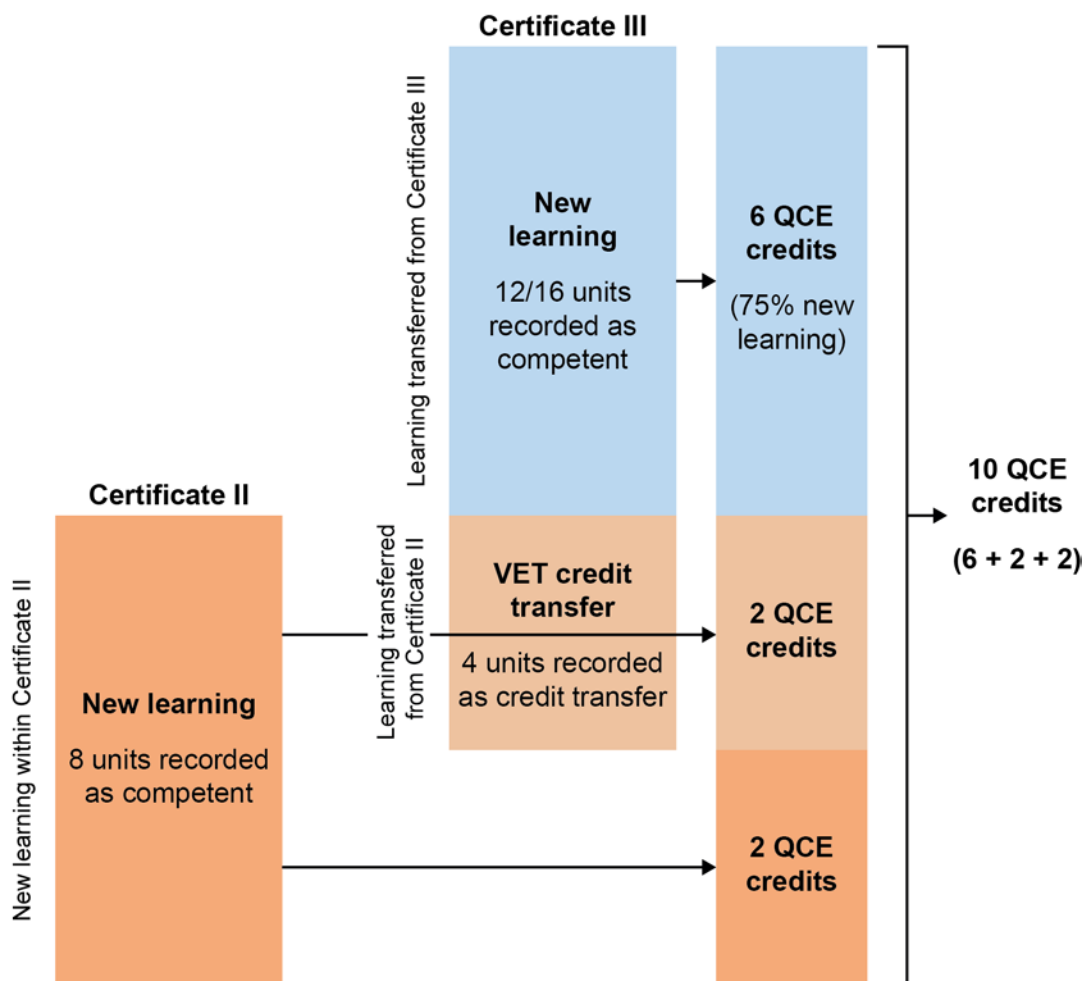 Certificate III
Learning transferred from Certificate III
New
learning
12/16 units
recorded as
competent
6 QCE
credits
(75% new
learning)
10 QCE
credits
(6 + 2 + 2)
Certificate II
New learning within Certificate II
New learning
8 units recorded
as competent
Learning transferred
from Certificate II
VET credit
transfer
4 units recorded
as credit transfer
2 QCE
credits
2 QCE
credits